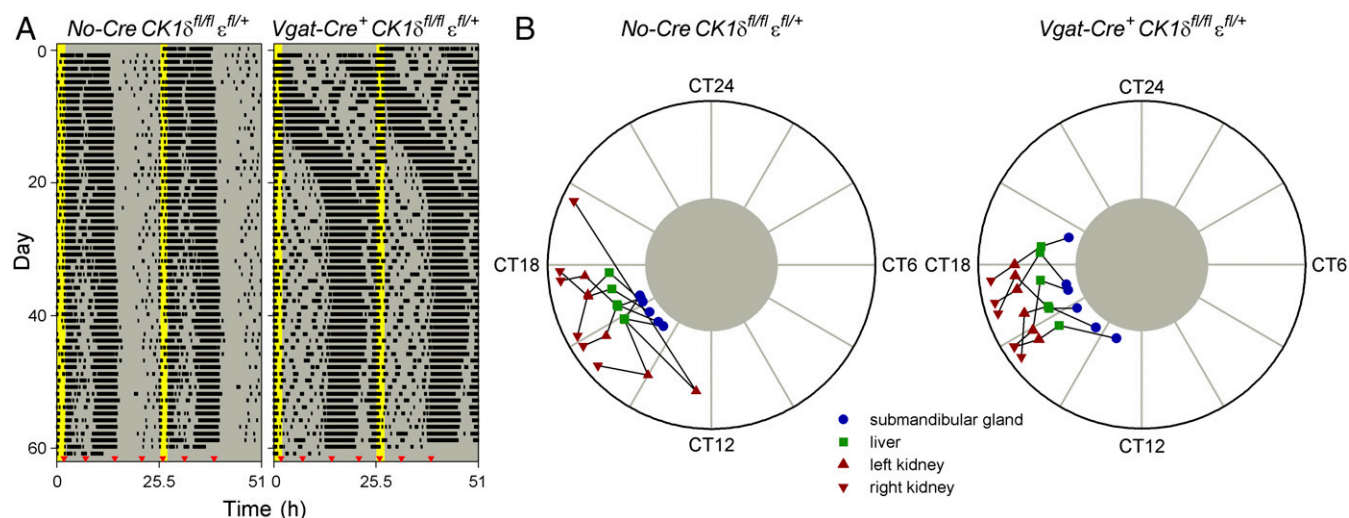 A
No-Cre CK1δfl/fl εfl/+
Vgat-Cre+ CK1δfl/fl εfl/+
0
20
40
60
Day
0
25.5
51
0
25.5
51
Time (h)
B
No-Cre CK1δfl/fl εfl/+
Vgat-Cre+ CK1δfl/fl εfl/+
CT24
CT18
CT6
CT12
CT24
CT18
CT6
CT12
submandibular gland
liver
left kidney
right kidney